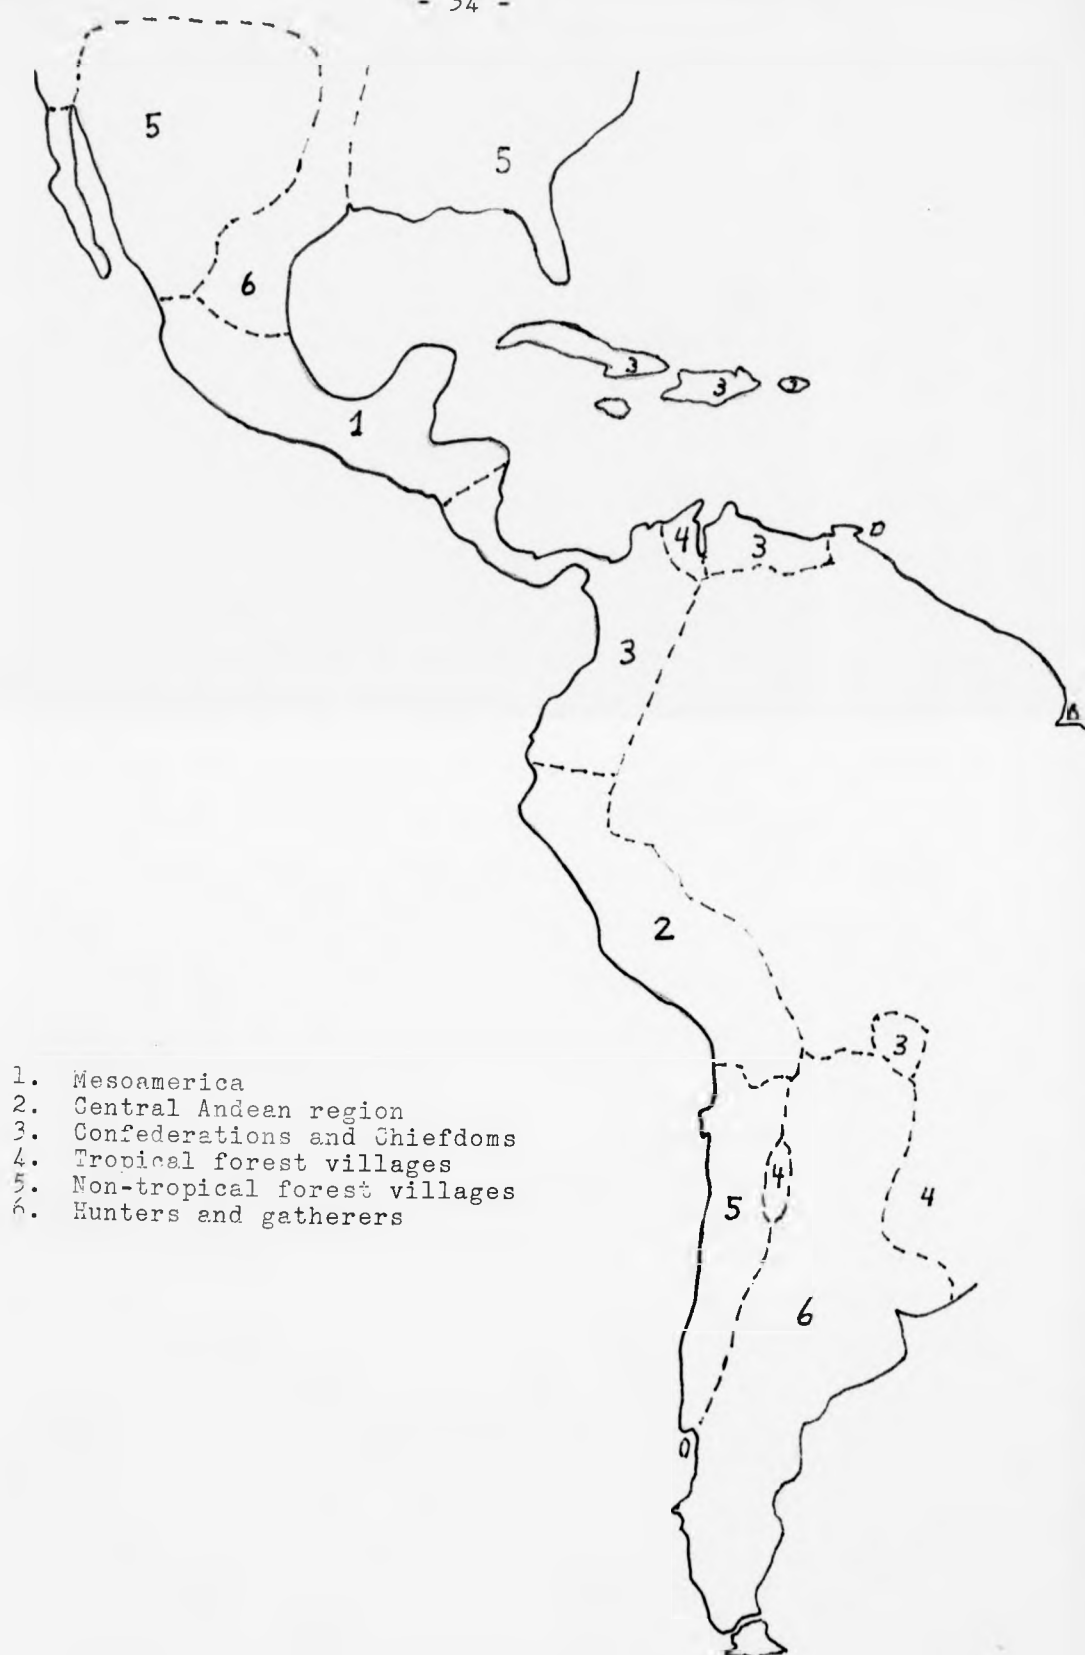 - 54 -
5
5
6
3
3
3
1
4
3
3
2
3
4
5
4
6
1. Mesoamerica
2. Central Andean region
3. Confederations and Chiefdoms
4. Tropical forest villages
5. Non-tropical forest villages
6. Hunters and gatherers